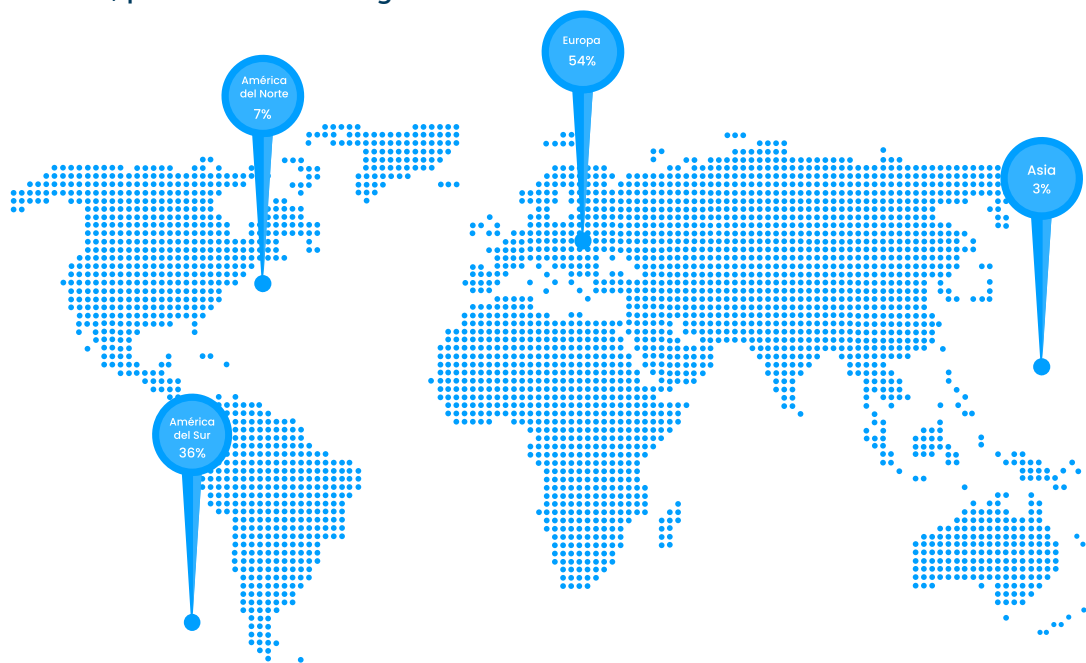 Europa
54%
América
del Norte
7%
Asia
3%
América
del Sur
36%